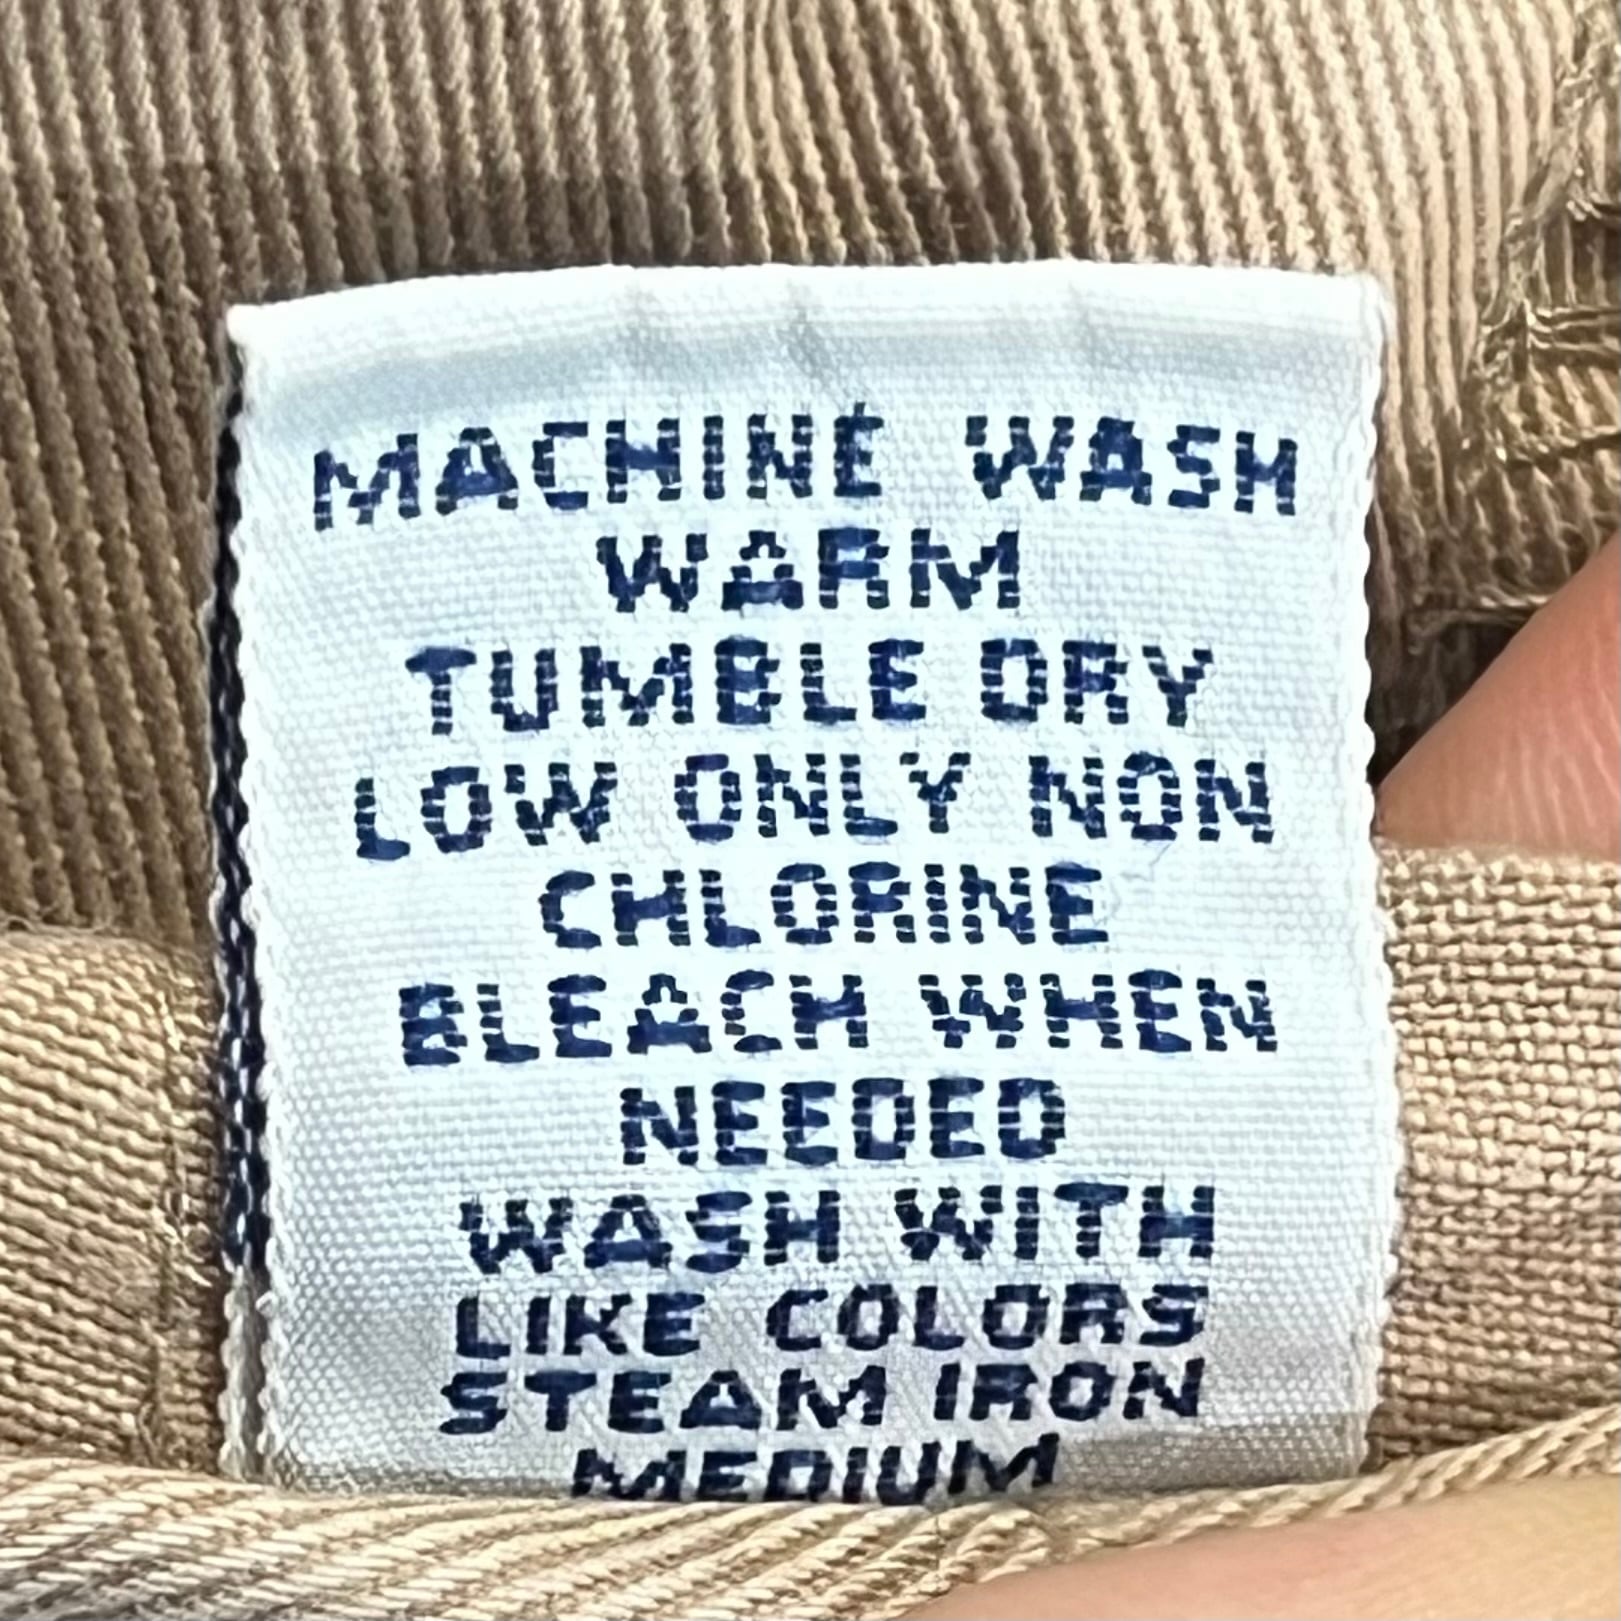 MACHINE WASH
WARM
TUMBLE DRY
LOW ONLY NON
CHLORINE
BLEACH WHEN
NEEDED
WASH WITH
LIKE COLORS
STEAM IRON
MEDIUM